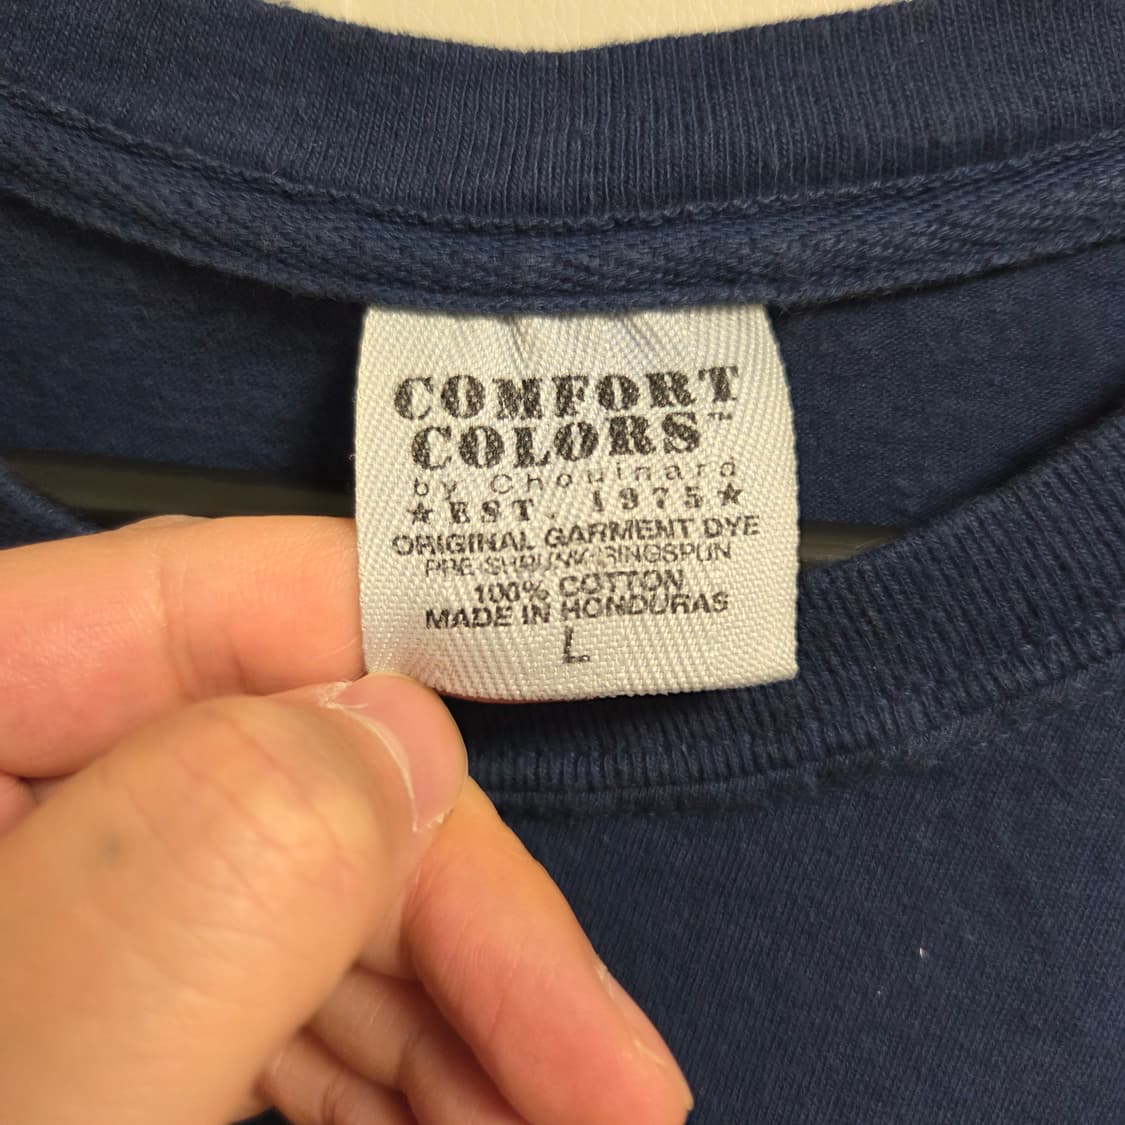 COMFORT
COLORS™
by Chouinard
★ EST. 1975 ★
ORIGINAL GARMENT DYE
PRE-SHRUNK RINGSPUN
100% COTTON
MADE IN HONDURAS
L